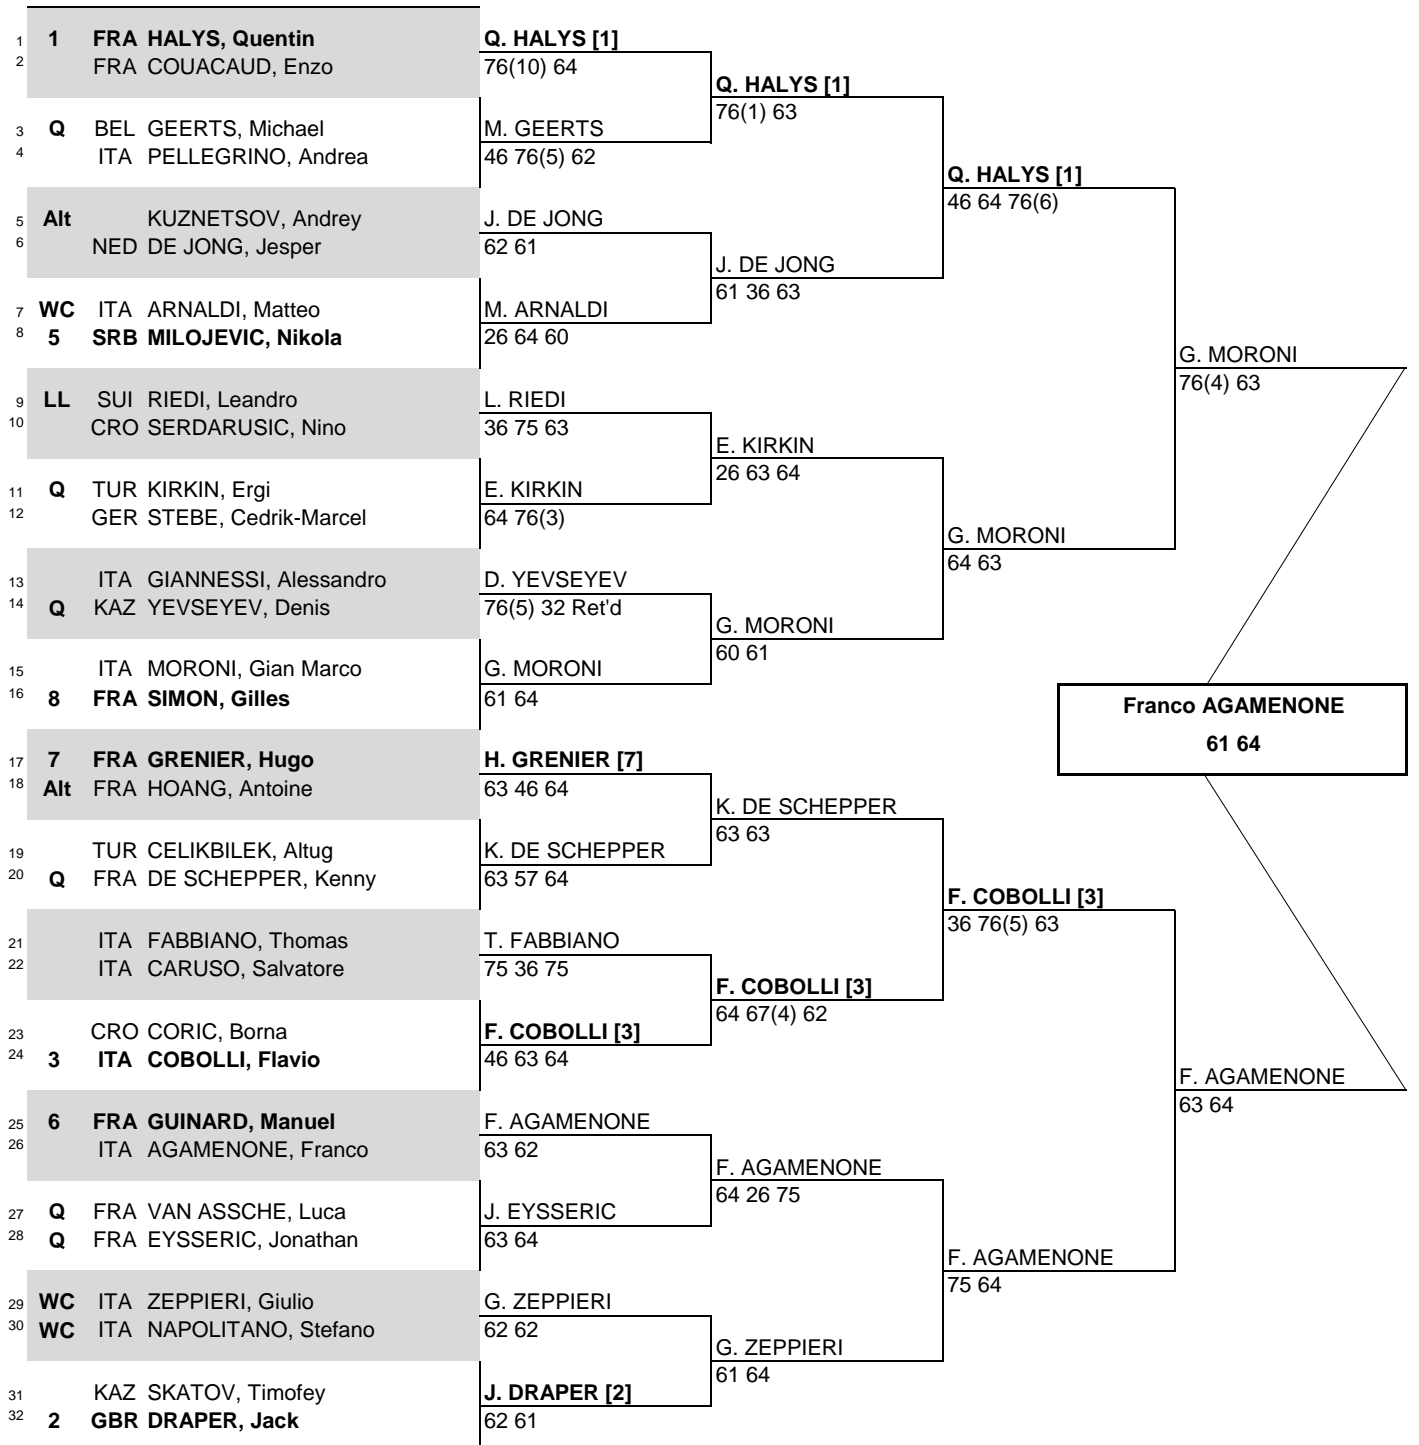 1 1 FRA HALYS, Quentin
2 FRA COUACAUD, Enzo
3 Q BEL GEERTS, Michael
4 ITA PELLEGRINO, Andrea
5 Alt KUZNETSOV, Andrey
6 NED DE JONG, Jesper
7 WC ITA ARNALDI, Matteo
8 5 SRB MILOJEVIC, Nikola
9 LL SUI RIEDI, Leandro
10 CRO SERDARUSIC, Nino
11 Q TUR KIRKIN, Ergi
12 GER STEBE, Cedrik-Marcel
13 ITA GIANNESSI, Alessandro
14 Q KAZ YEVSEYEV, Denis
15 ITA MORONI, Gian Marco
16 8 FRA SIMON, Gilles
17 7 FRA GRENIER, Hugo
18 Alt FRA HOANG, Antoine
19 TUR CELIKBILEK, Altug
20 Q FRA DE SCHEPPER, Kenny
21 ITA FABBIANO, Thomas
22 ITA CARUSO, Salvatore
23 CRO CORIC, Borna
24 3 ITA COBOLLI, Flavio
25 6 FRA GUINARD, Manuel
26 ITA AGAMENONE, Franco
27 Q FRA VAN ASSCHE, Luca
28 Q FRA EYSSERIC, Jonathan
29 WC ITA ZEPPIERI, Giulio
30 WC ITA NAPOLITANO, Stefano
31 KAZ SKATOV, Timofey
32 2 GBR DRAPER, Jack
Q. HALYS [1]
76(10) 64
M. GEERTS
46 76(5) 62
J. DE JONG
62 61
M. ARNALDI
26 64 60
L. RIEDI
36 75 63
E. KIRKIN
64 76(3)
D. YEVSEYEV
76(5) 32 Ret'd
G. MORONI
61 64
H. GRENIER [7]
63 46 64
K. DE SCHEPPER
63 57 64
T. FABBIANO
75 36 75
F. COBOLLI [3]
46 63 64
F. AGAMENONE
63 62
J. EYSSERIC
63 64
G. ZEPPIERI
62 62
J. DRAPER [2]
62 61
Q. HALYS [1]
76(1) 63
J. DE JONG
61 36 63
E. KIRKIN
26 63 64
G. MORONI
60 61
K. DE SCHEPPER
63 63
F. COBOLLI [3]
64 67(4) 62
F. AGAMENONE
64 26 75
G. ZEPPIERI
61 64
Q. HALYS [1]
46 64 76(6)
G. MORONI
64 63
F. COBOLLI [3]
36 76(5) 63
F. AGAMENONE
75 64
G. MORONI
76(4) 63
F. AGAMENONE
63 64
Franco AGAMENONE
61 64